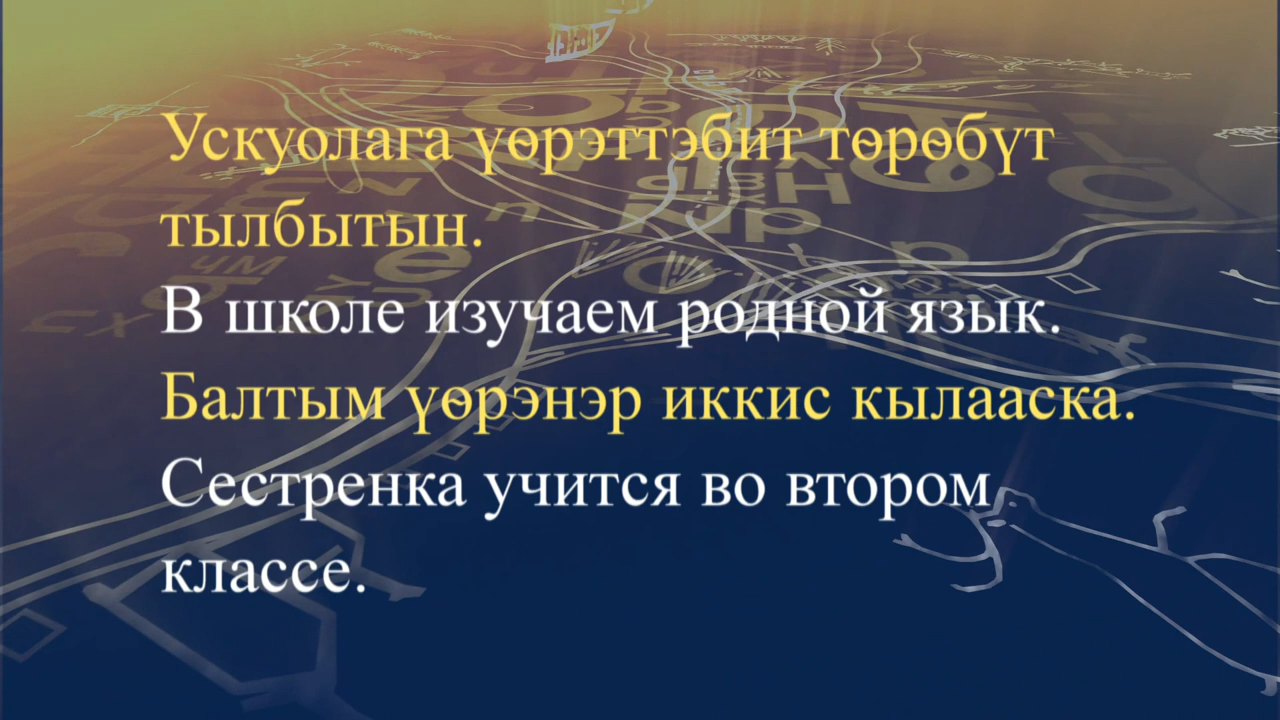 Ускуолага үөрэттэбит төрөбүт
тылбытын.
В школе изучаем родной язык.
Балтым үөрэнэр иккис кылааска.
Сестренка учится во втором
классе.